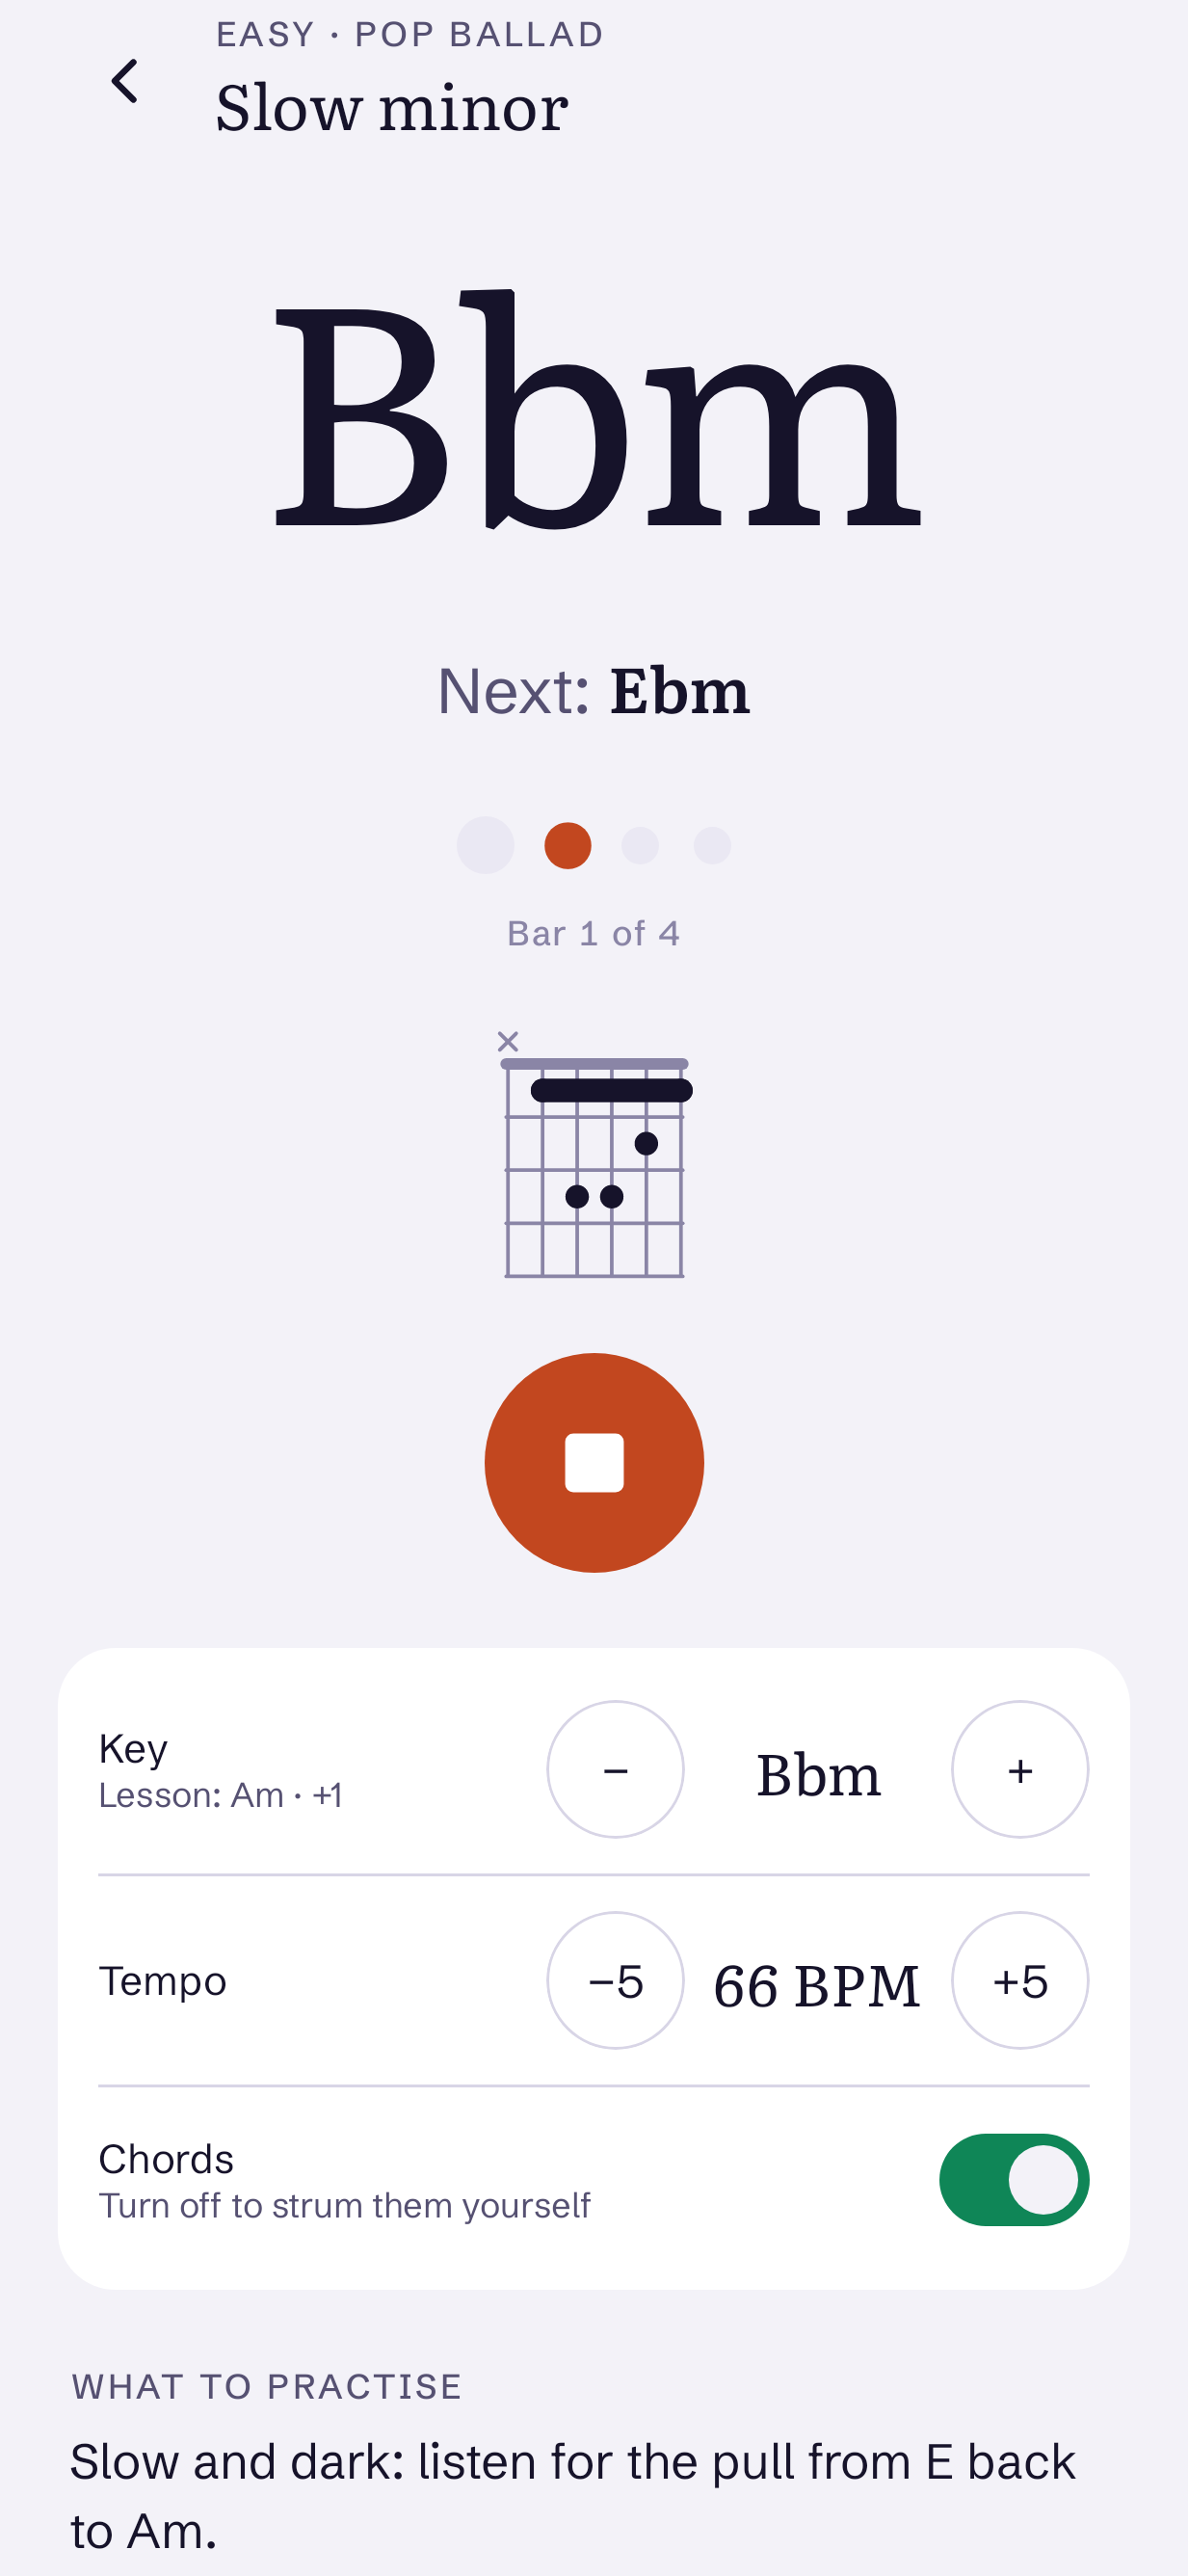 EASY · POP BALLAD
Slow minor
Bbm
Next: Ebm
Bar 1 of 4
×
Key
Lesson: Am · +1
−
Bbm
+
Tempo
−5
66 BPM
+5
Chords
Turn off to strum them yourself
WHAT TO PRACTISE
Slow and dark: listen for the pull from E back
to Am.